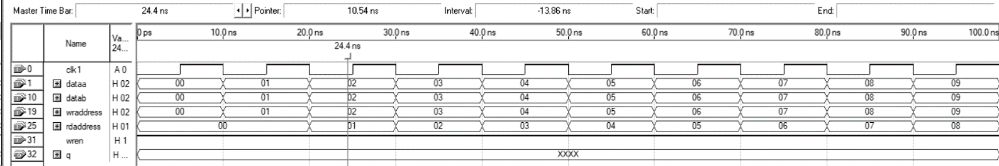 Master Time Bar: 24.4 ns Pointer: 10.54 ns Interval: -13.86 ns Start: End:
Name Va... 24... 0 ps 10.0 ns 20.0 ns 30.0 ns 40.0 ns 50.0 ns 60.0 ns 70.0 ns 80.0 ns 90.0 ns 100.0 ns
24.4 ns
0 clk1 A 0
1 dataa H 02 00 01 02 03 04 05 06 07 08 09
10 datab H 02 00 01 02 03 04 05 06 07 08 09
19 wraddress H 02 00 01 02 03 04 05 06 07 08 09
25 rdaddress H 01 00 01 02 03 04 05 06 07 08
31 wren H 1
32 q H ... XXXX